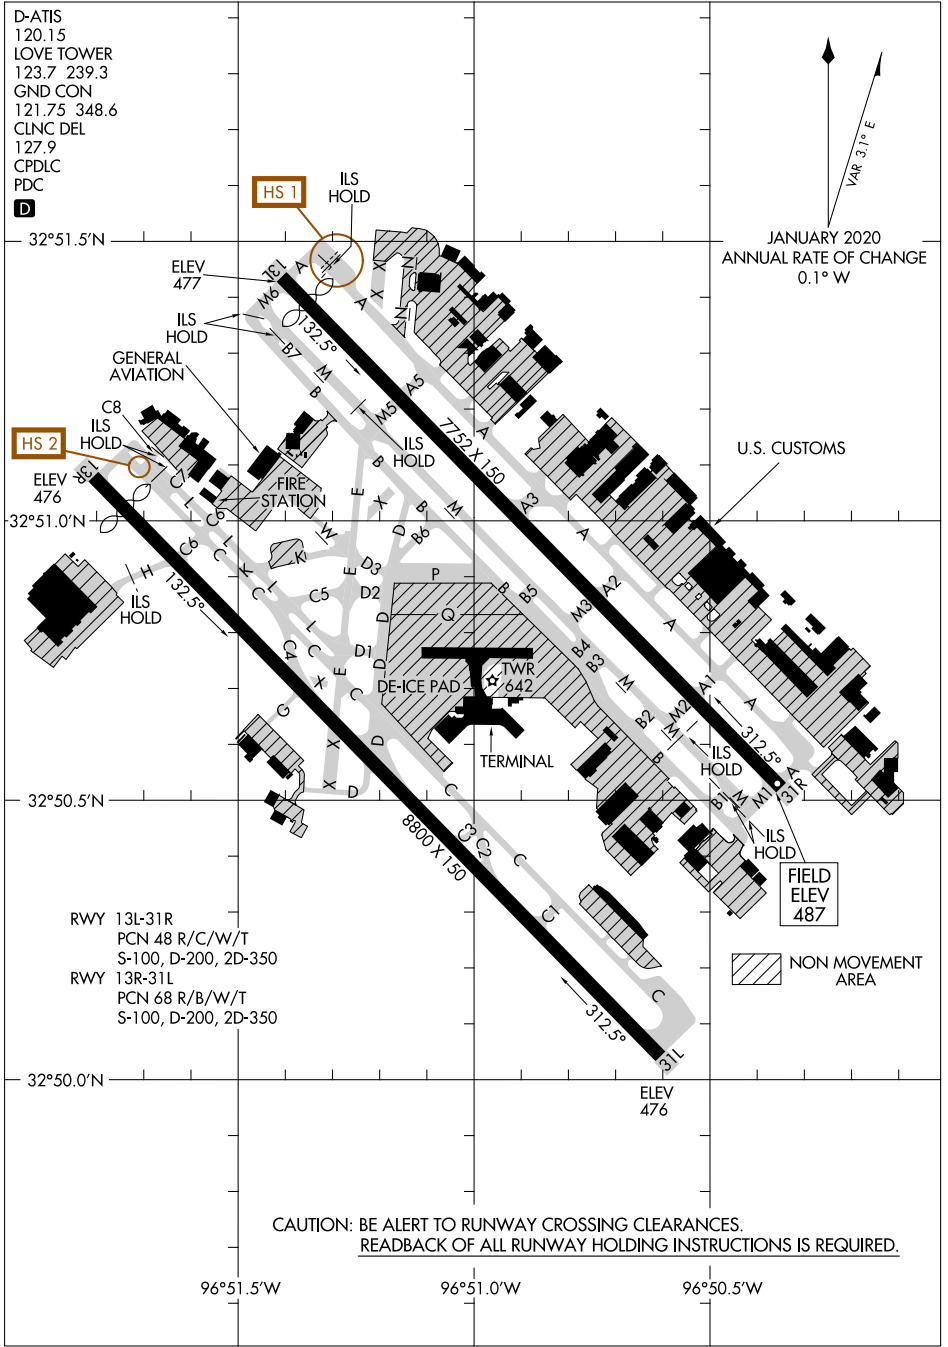 D-ATIS
120.15
LOVE TOWER
123.7 239.3
GND CON
121.75 348.6
CLNC DEL
127.9
CPDLC
PDC
D
VAR 3.1° E
JANUARY 2020
ANNUAL RATE OF CHANGE
0.1° W
HS 1
ILS
HOLD
32°51.5'N
ELEV
477
13L
A
M6
A
X
X
N
N
ILS
HOLD
132.5°
B7
M
B
GENERAL
AVIATION
M5
A5
A
C8
ILS
HOLD
HS 2
ILS
HOLD
7752 X 150
U.S. CUSTOMS
ELEV
476
13R
C7
FIRE
STATION
L
C6
E
X
B
B
M
A3
A
32°51.0'N
W
D
B6
C6
L
C
K
K
E
D3
P
H
ILS
HOLD
132.5°
L
C
C5
D2
B
B5
A2
M3
A
Q
D
L
C
C4
D1
D
E
B4
B3
TWR
642
DE-ICE PAD
M
A1
A
X
C
G
B2
M2
M
X
D
TERMINAL
B
ILS
HOLD
312.5°
X
D
C
B1
M
M1
A
31R
32°50.5'N
8800 X 150
C3
C2
C
ILS
HOLD
FIELD
ELEV
487
C1
RWY 13L-31R
PCN 48 R/C/W/T
S-100, D-200, 2D-350
RWY 13R-31L
PCN 68 R/B/W/T
S-100, D-200, 2D-350
NON MOVEMENT
AREA
C
312.5°
31L
32°50.0'N
ELEV
476
CAUTION: BE ALERT TO RUNWAY CROSSING CLEARANCES.
READBACK OF ALL RUNWAY HOLDING INSTRUCTIONS IS REQUIRED.
96°51.5'W
96°51.0'W
96°50.5'W